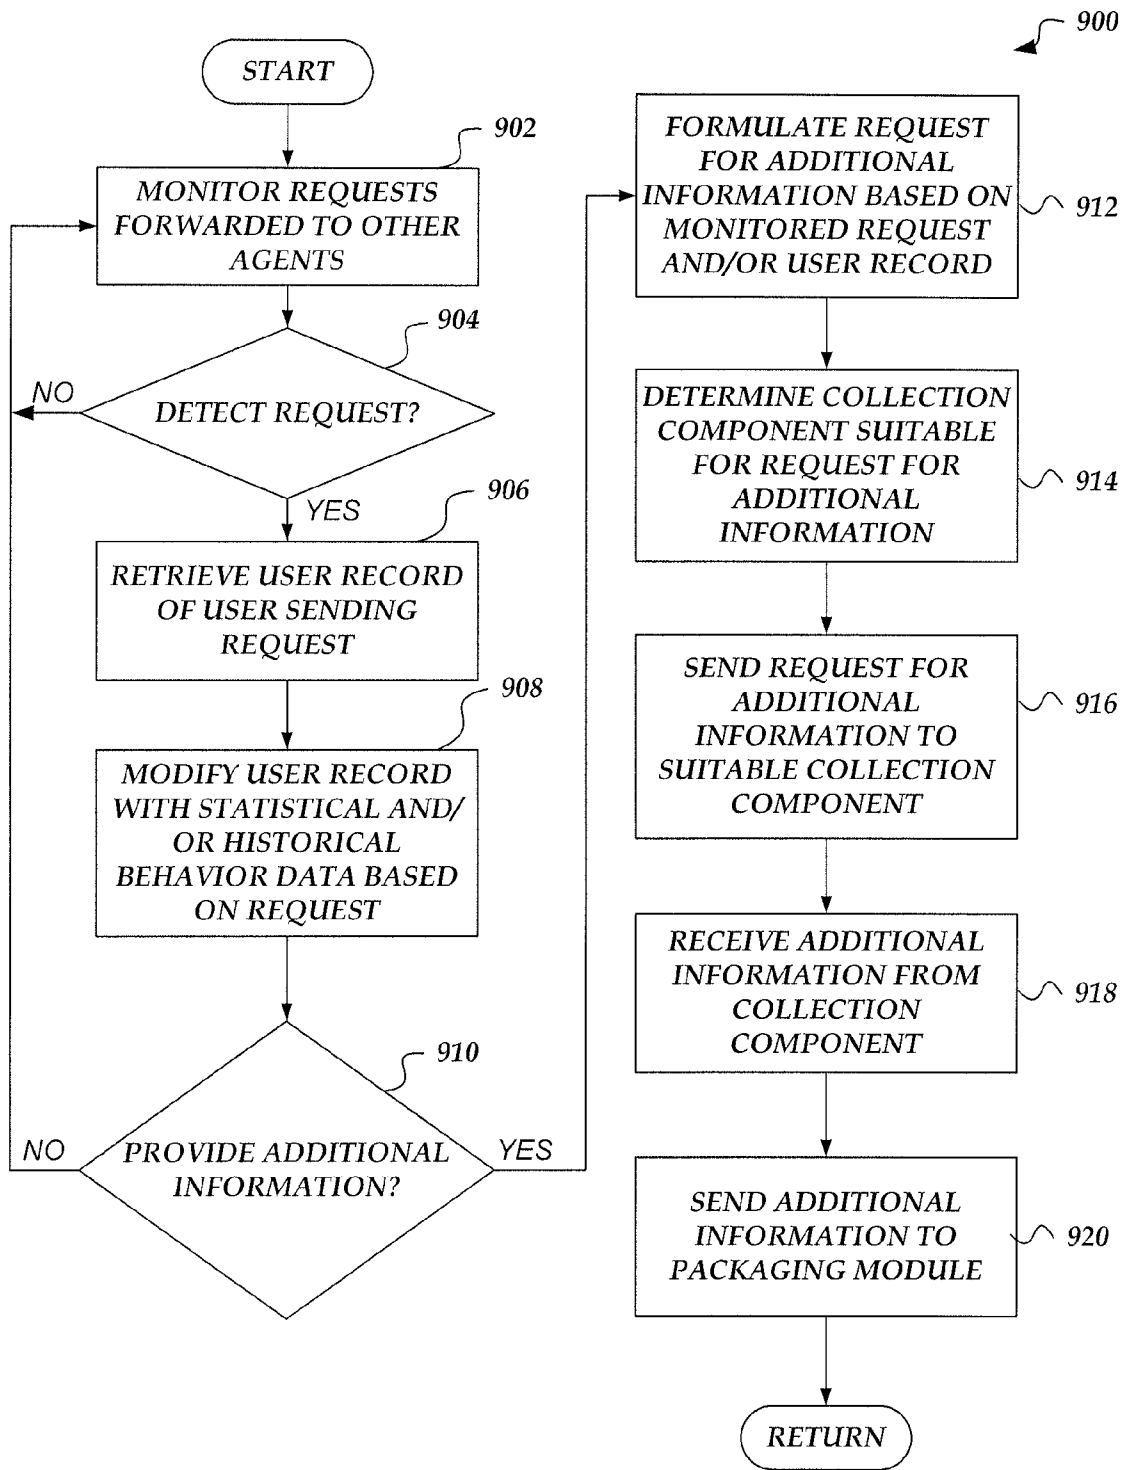 900
START
902
MONITOR REQUESTS
FORWARDED TO OTHER
AGENTS
904
NO
DETECT REQUEST?
YES
906
RETRIEVE USER RECORD
OF USER SENDING
REQUEST
908
MODIFY USER RECORD
WITH STATISTICAL AND/
OR HISTORICAL
BEHAVIOR DATA BASED
ON REQUEST
910
NO
PROVIDE ADDITIONAL
INFORMATION?
YES
FORMULATE REQUEST
FOR ADDITIONAL
INFORMATION BASED ON
MONITORED REQUEST
AND/OR USER RECORD
912
DETERMINE COLLECTION
COMPONENT SUITABLE
FOR REQUEST FOR
ADDITIONAL
INFORMATION
914
SEND REQUEST FOR
ADDITIONAL
INFORMATION TO
SUITABLE COLLECTION
COMPONENT
916
RECEIVE ADDITIONAL
INFORMATION FROM
COLLECTION
COMPONENT
918
SEND ADDITIONAL
INFORMATION TO
PACKAGING MODULE
920
RETURN